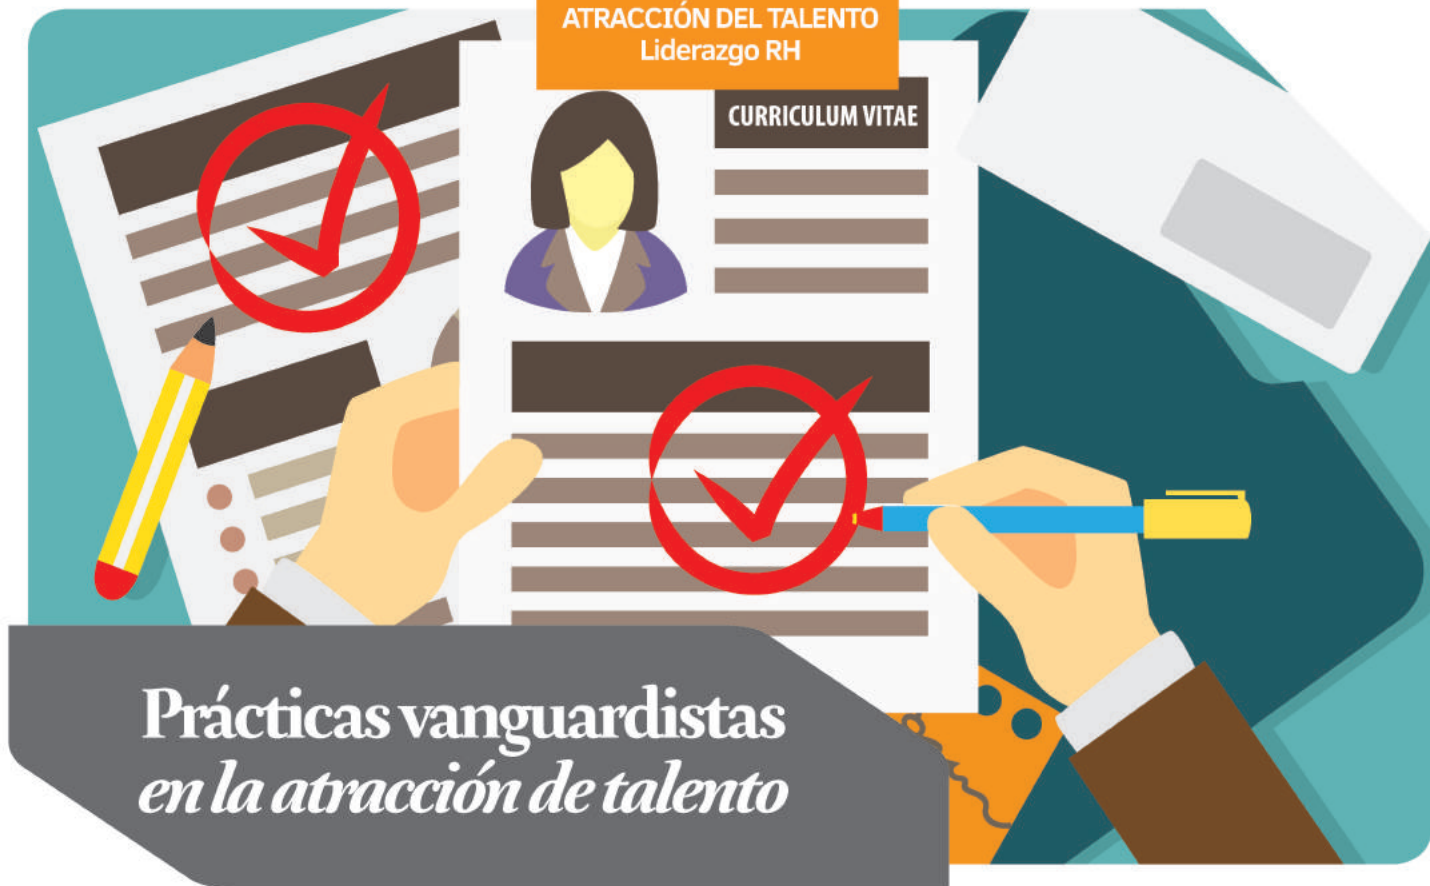 ATRACCIÓN DEL TALENTO
Liderazgo RH
CURRICULUM VITAE
Prácticas vanguardistas
en la atracción de talento